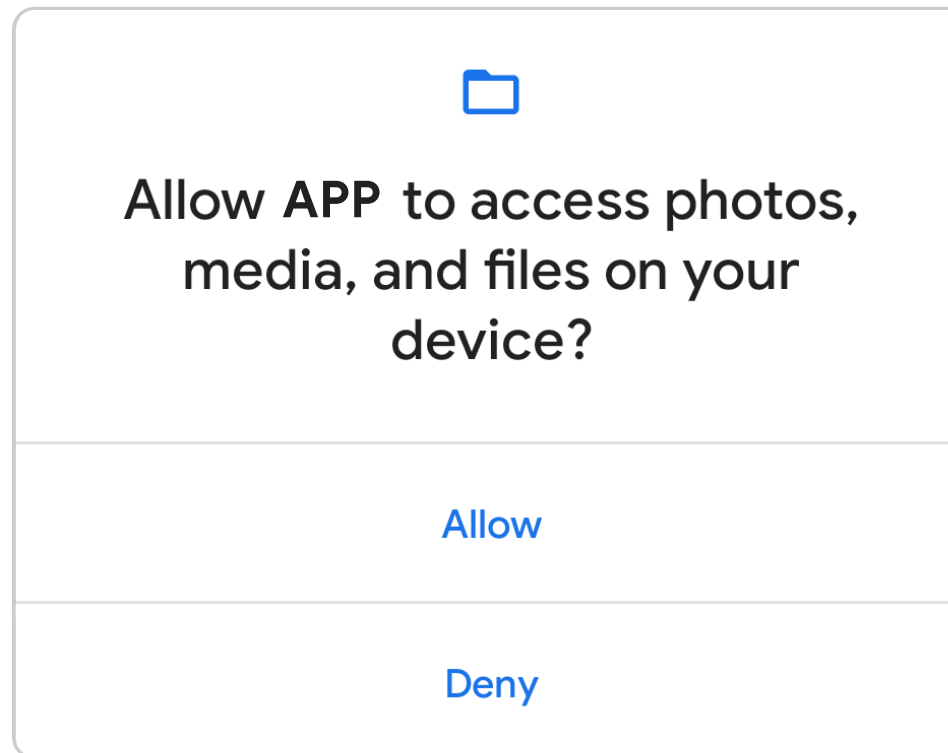 Allow APP to access photos,
media, and files on your
device?
Allow
Deny